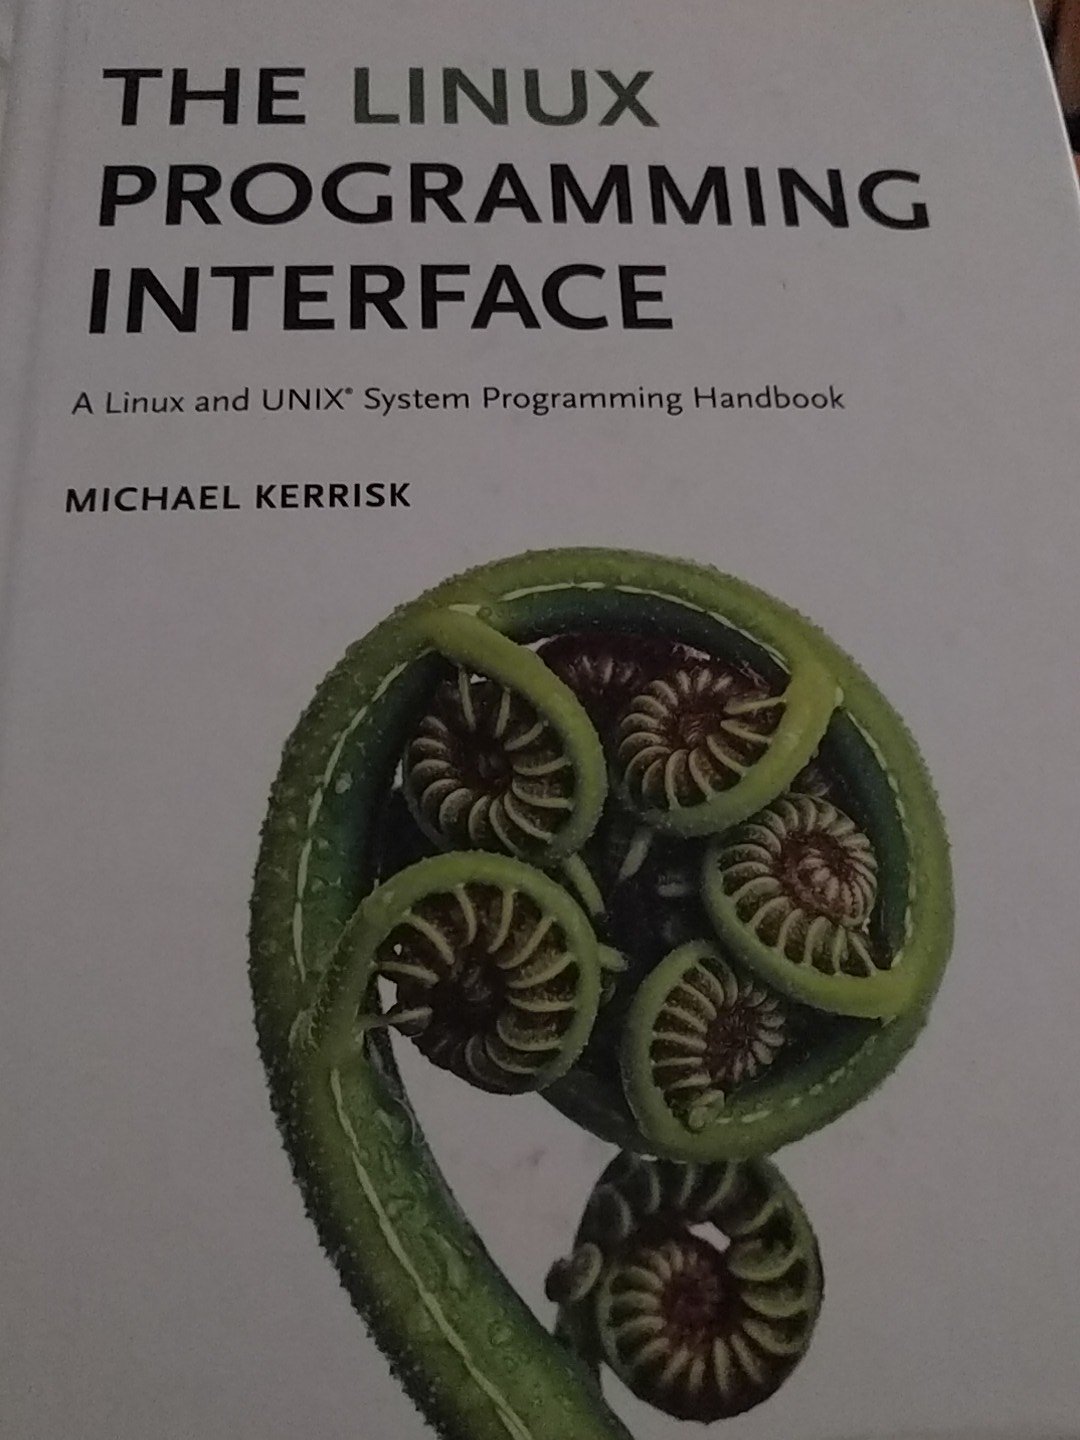 THE LINUX
PROGRAMMING
INTERFACE
A Linux and UNIX® System Programming Handbook
MICHAEL KERRISK